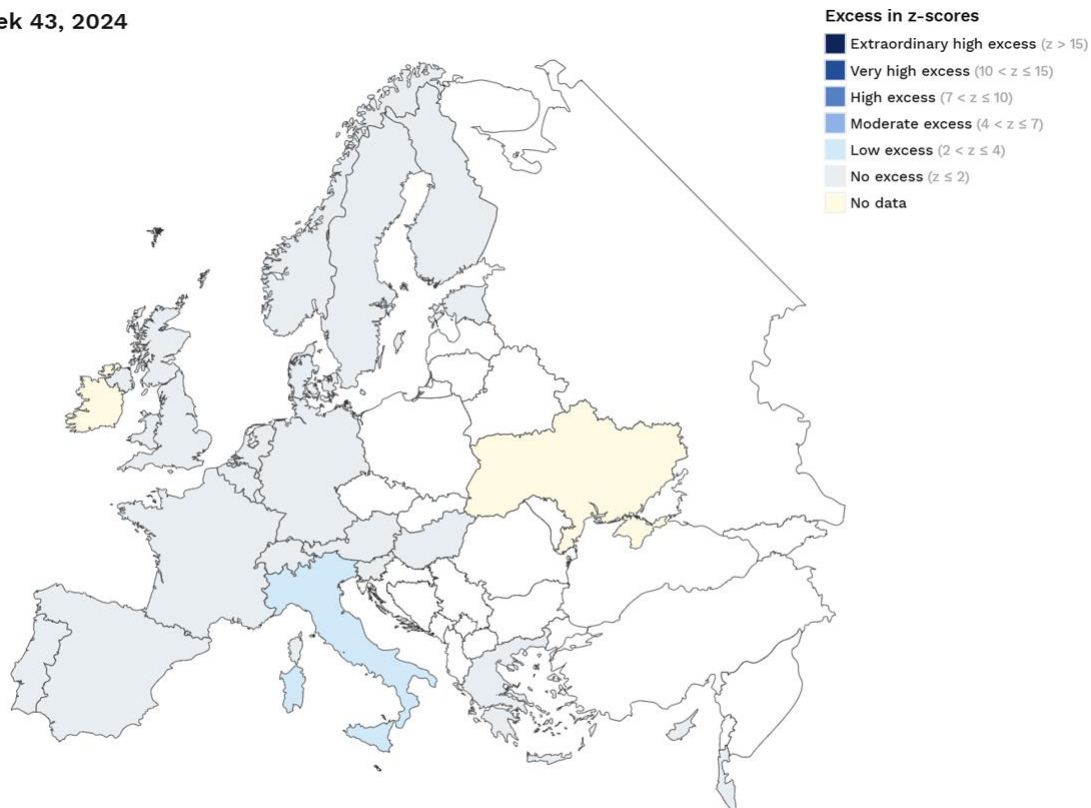 ek 43, 2024
Excess in z-scores
Extraordinary high excess (z > 15)
Very high excess (10 < z ≤ 15)
High excess (7 < z ≤ 10)
Moderate excess (4 < z ≤ 7)
Low excess (2 < z ≤ 4)
No excess (z ≤ 2)
No data